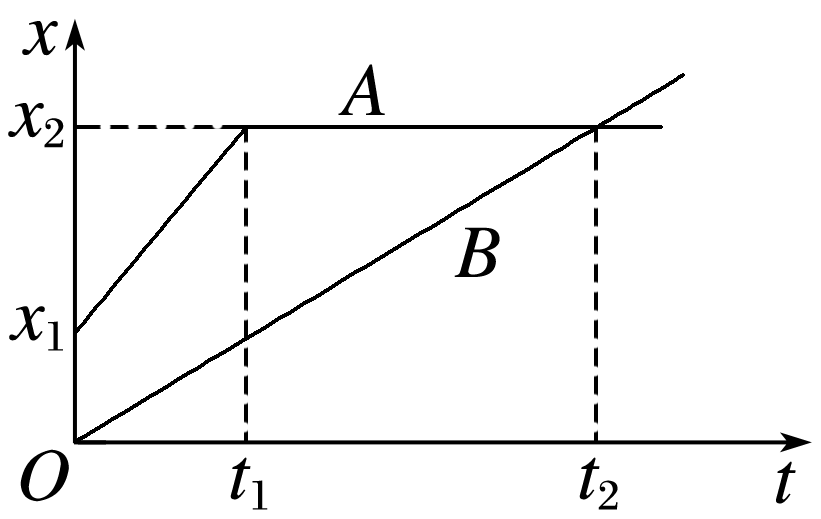 x
x₂
A
B
x₁
O
t₁
t₂
t